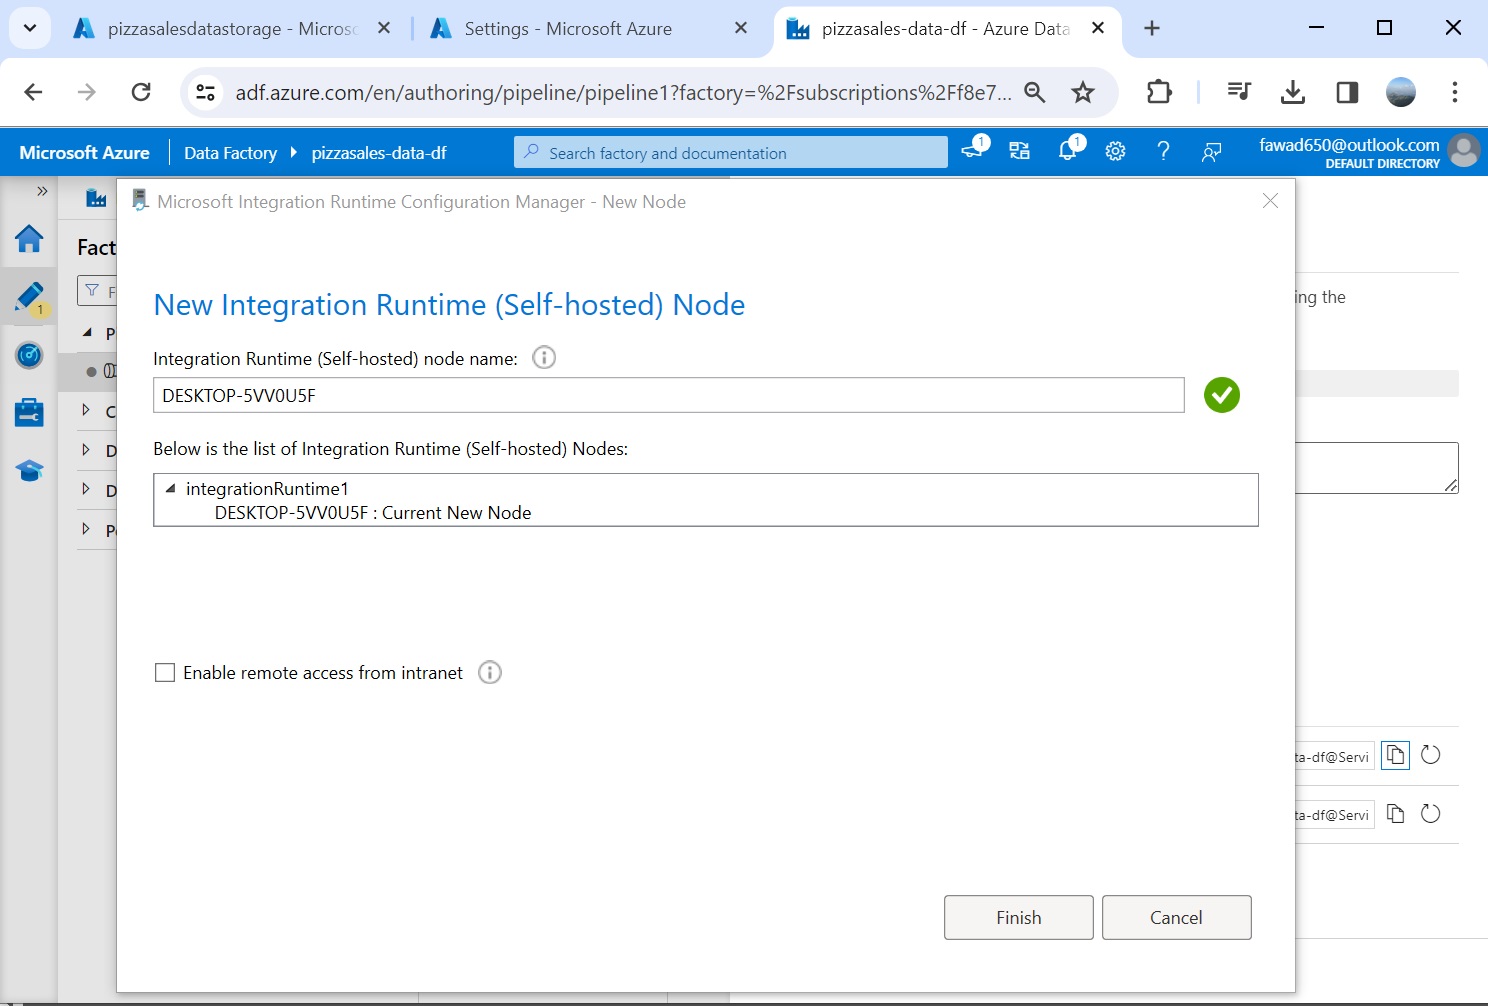 pizzasalesdatastorage - Microsc
Settings - Microsoft Azure
pizzasales-data-df - Azure Data
adf.azure.com/en/authoring/pipeline/pipeline1?factory=%2Fsubscriptions%2Ff8e7...
Microsoft Azure
Data Factory
pizzasales-data-df
Search factory and documentation
1
1
fawad650@outlook.com
DEFAULT DIRECTORY
Microsoft Integration Runtime Configuration Manager - New Node
Fact
New Integration Runtime (Self-hosted) Node
F
ing the
1
P
Integration Runtime (Self-hosted) node name:
DESKTOP-5VV0U5F
C
Below is the list of Integration Runtime (Self-hosted) Nodes:
D
integrationRuntime1
D
DESKTOP-5VV0U5F : Current New Node
Po
Enable remote access from intranet
ta-df@Servi
ta-df@Servi
Finish
Cancel